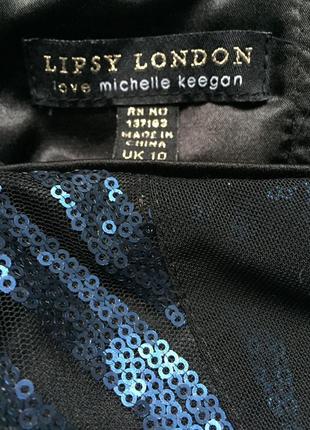 LIPSY LONDON
love michelle keegan
RN NO
137163
MADE IN
CHINA
UK 10